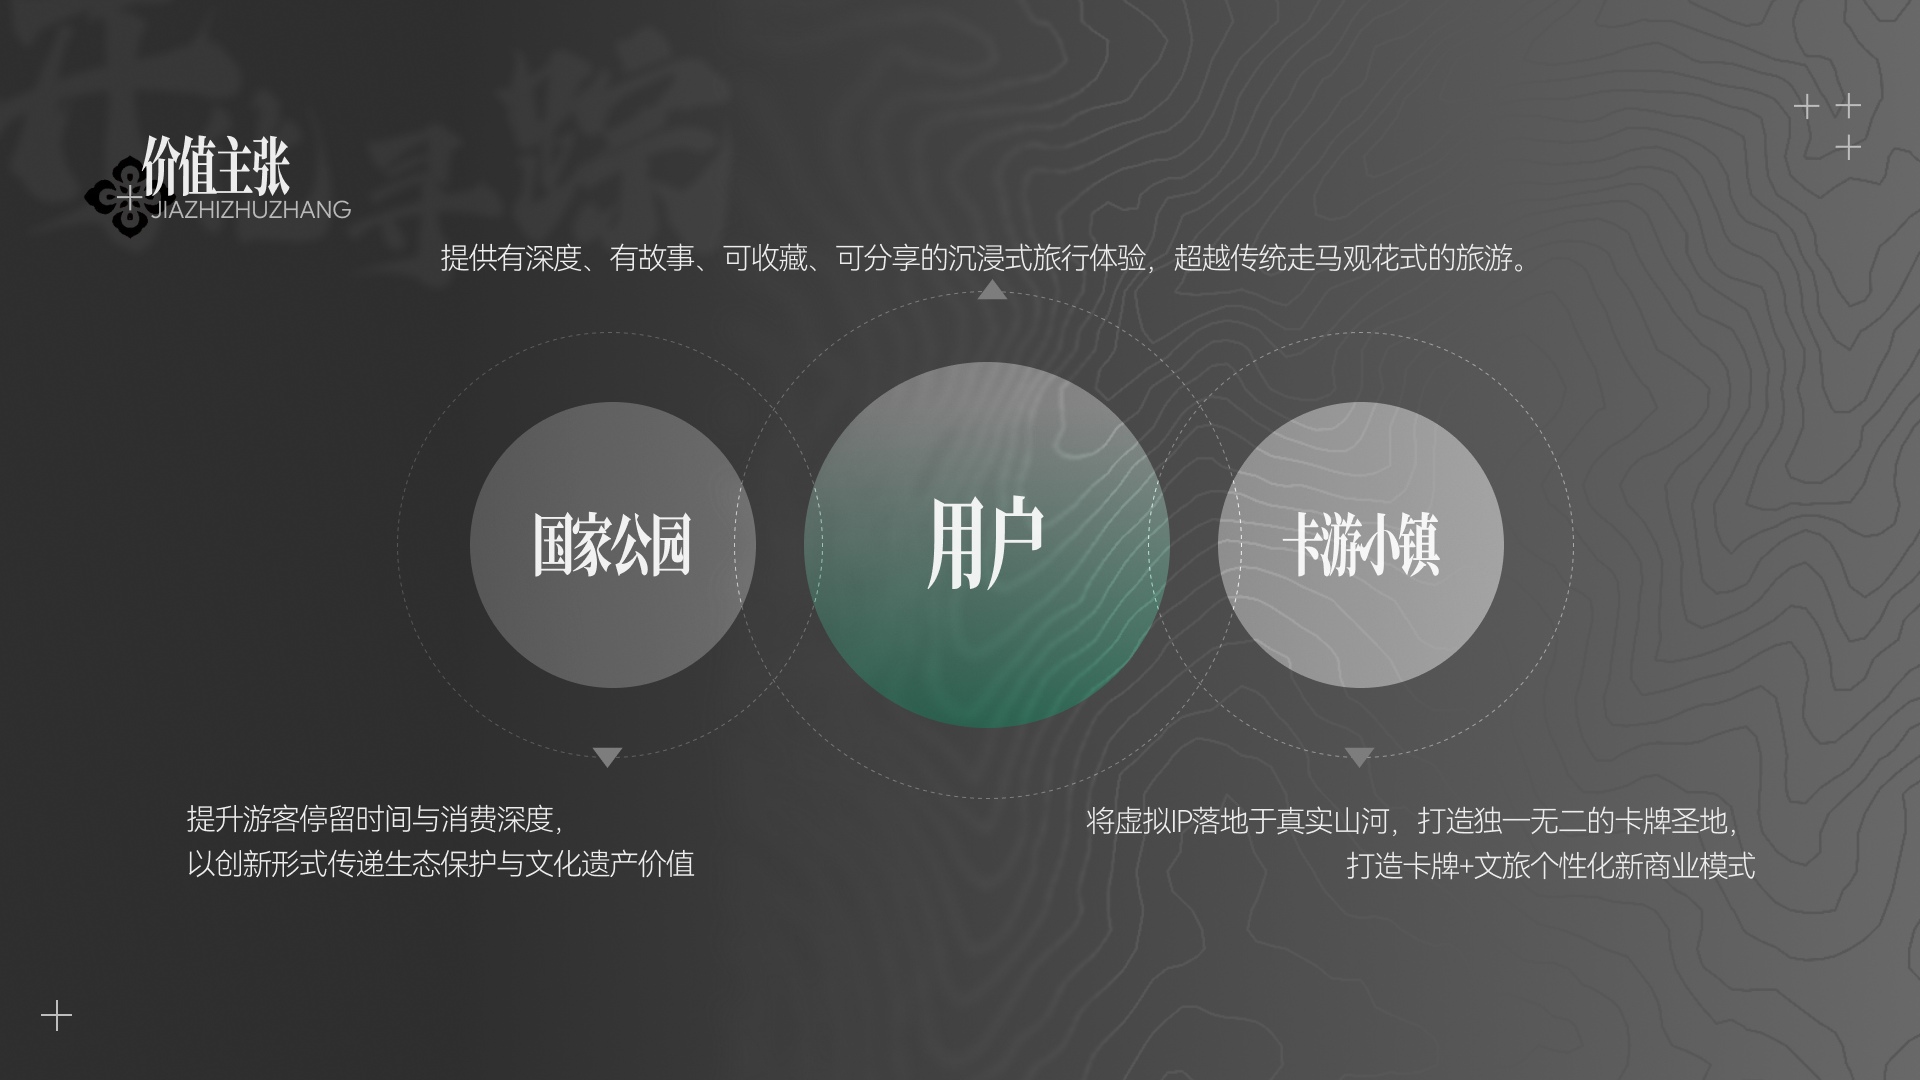 价值主张
JIAZHIZHUZHANG
提供有深度、有故事、可收藏、可分享的沉浸式旅行体验，超越传统走马观花式的旅游。
国家公园
用户
卡游小镇
提升游客停留时间与消费深度，
以创新形式传递生态保护与文化遗产价值
将虚拟IP落地于真实山河，打造独一无二的卡牌圣地，
打造卡牌+文旅个性化新商业模式